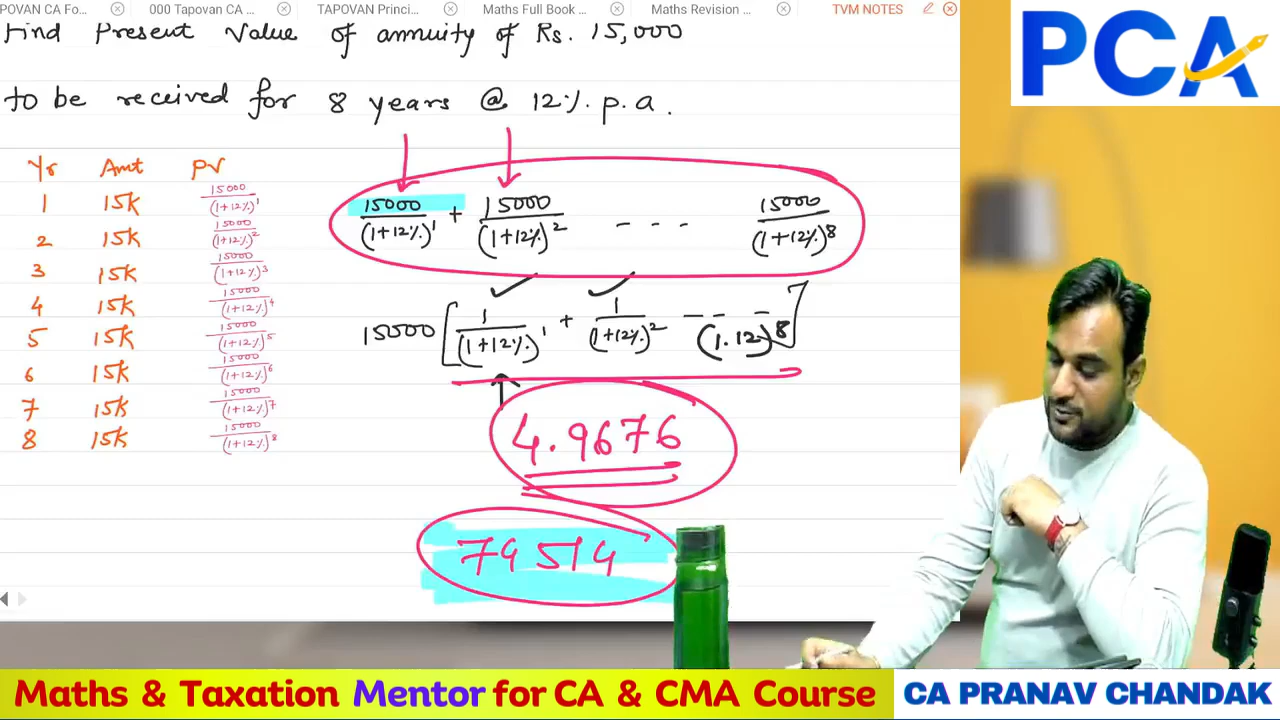 POVAN CA Fo... 000 Tapovan CA ... TAPOVAN Princi... Maths Full Book ... Maths Revision ... TVM NOTES
Find Present Value of annuity of Rs. 15,000
to be received for 8 years @ 12% p.a.
PCA
Yr Amt PV
1 15K 15000/(1+12%)^1
2 15K 15000/(1+12%)^2
3 15K 15000/(1+12%)^3
4 15K 15000/(1+12%)^4
5 15K 15000/(1+12%)^5
6 15K 15000/(1+12%)^6
7 15K 15000/(1+12%)^7
8 15K 15000/(1+12%)^8
15000/(1+12%)^1 + 15000/(1+12%)^2 - - - - 15000/(1+12%)^8
15000 [ 1/(1+12%)^1 + 1/(1+12%)^2 - - - (1.12)^8 ]
4.9676
74514
Maths & Taxation Mentor for CA & CMA Course
CA PRANAV CHANDAK